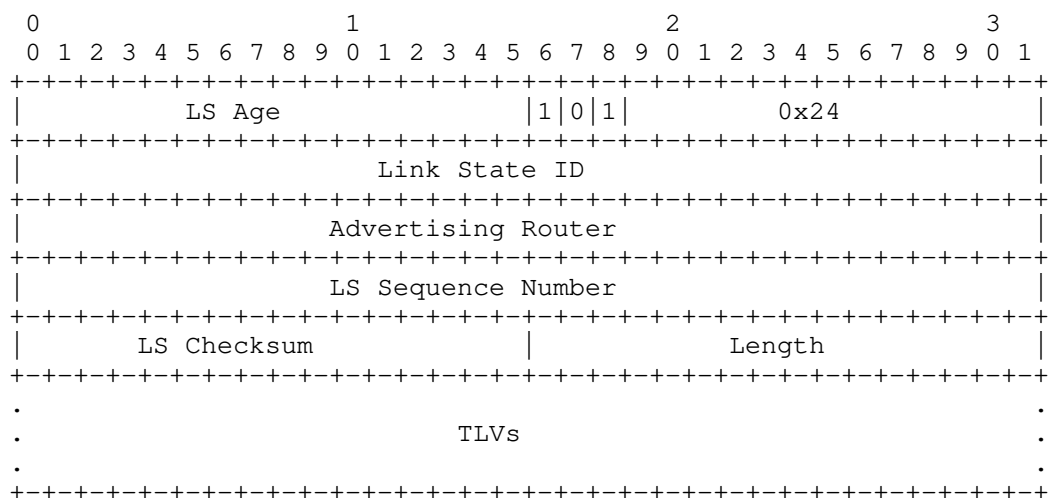 0                   1                   2                   3
 0 1 2 3 4 5 6 7 8 9 0 1 2 3 4 5 6 7 8 9 0 1 2 3 4 5 6 7 8 9 0 1
+-+-+-+-+-+-+-+-+-+-+-+-+-+-+-+-+-+-+-+-+-+-+-+-+-+-+-+-+-+-+-+-+
|          LS Age               |1|0|1|         0x24            |
+-+-+-+-+-+-+-+-+-+-+-+-+-+-+-+-+-+-+-+-+-+-+-+-+-+-+-+-+-+-+-+-+
|                      Link State ID                            |
+-+-+-+-+-+-+-+-+-+-+-+-+-+-+-+-+-+-+-+-+-+-+-+-+-+-+-+-+-+-+-+-+
|                   Advertising Router                          |
+-+-+-+-+-+-+-+-+-+-+-+-+-+-+-+-+-+-+-+-+-+-+-+-+-+-+-+-+-+-+-+-+
|                   LS Sequence Number                          |
+-+-+-+-+-+-+-+-+-+-+-+-+-+-+-+-+-+-+-+-+-+-+-+-+-+-+-+-+-+-+-+-+
|       LS Checksum             |            Length             |
+-+-+-+-+-+-+-+-+-+-+-+-+-+-+-+-+-+-+-+-+-+-+-+-+-+-+-+-+-+-+-+-+
.                                                               .
.                           TLVs                                .
.                                                               .
+-+-+-+-+-+-+-+-+-+-+-+-+-+-+-+-+-+-+-+-+-+-+-+-+-+-+-+-+-+-+-+-+